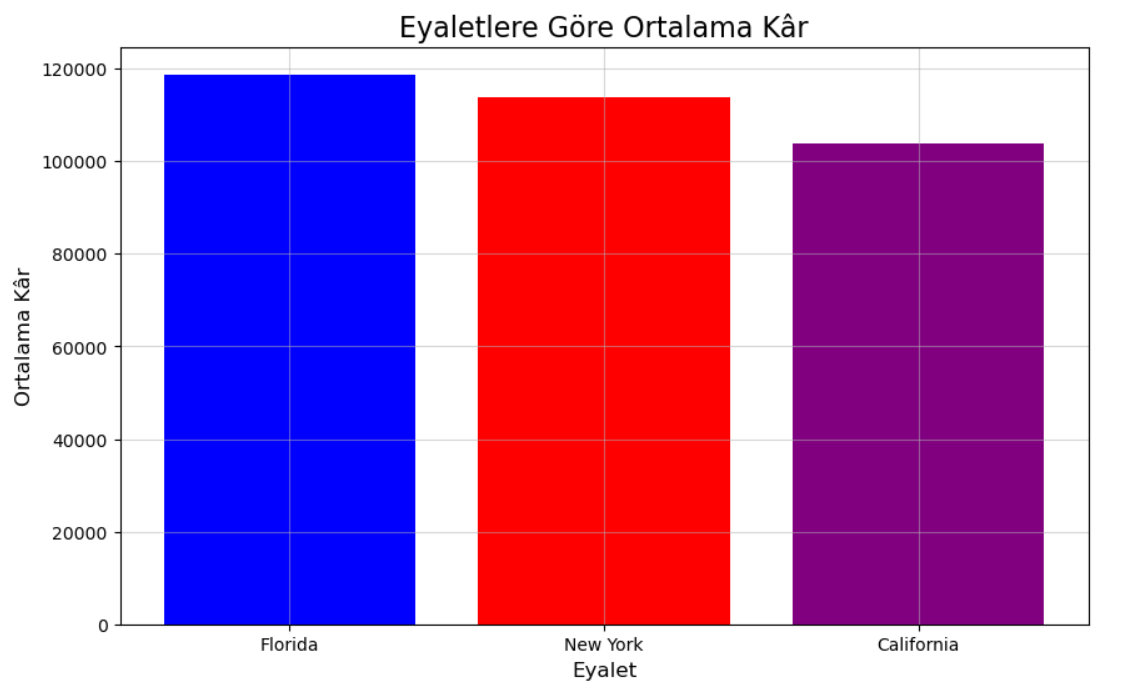 Eyaletlere Göre Ortalama Kâr
Ortalama Kâr
120000
100000
80000
60000
40000
20000
0
Florida
New York
California
Eyalet